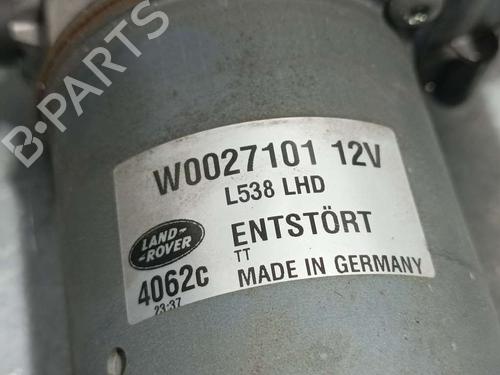 B-PARTS
W0027101 12V
L538 LHD
LAND-
-ROVER
ENTSTÖRT
TT
4062c
MADE IN GERMANY
23:37